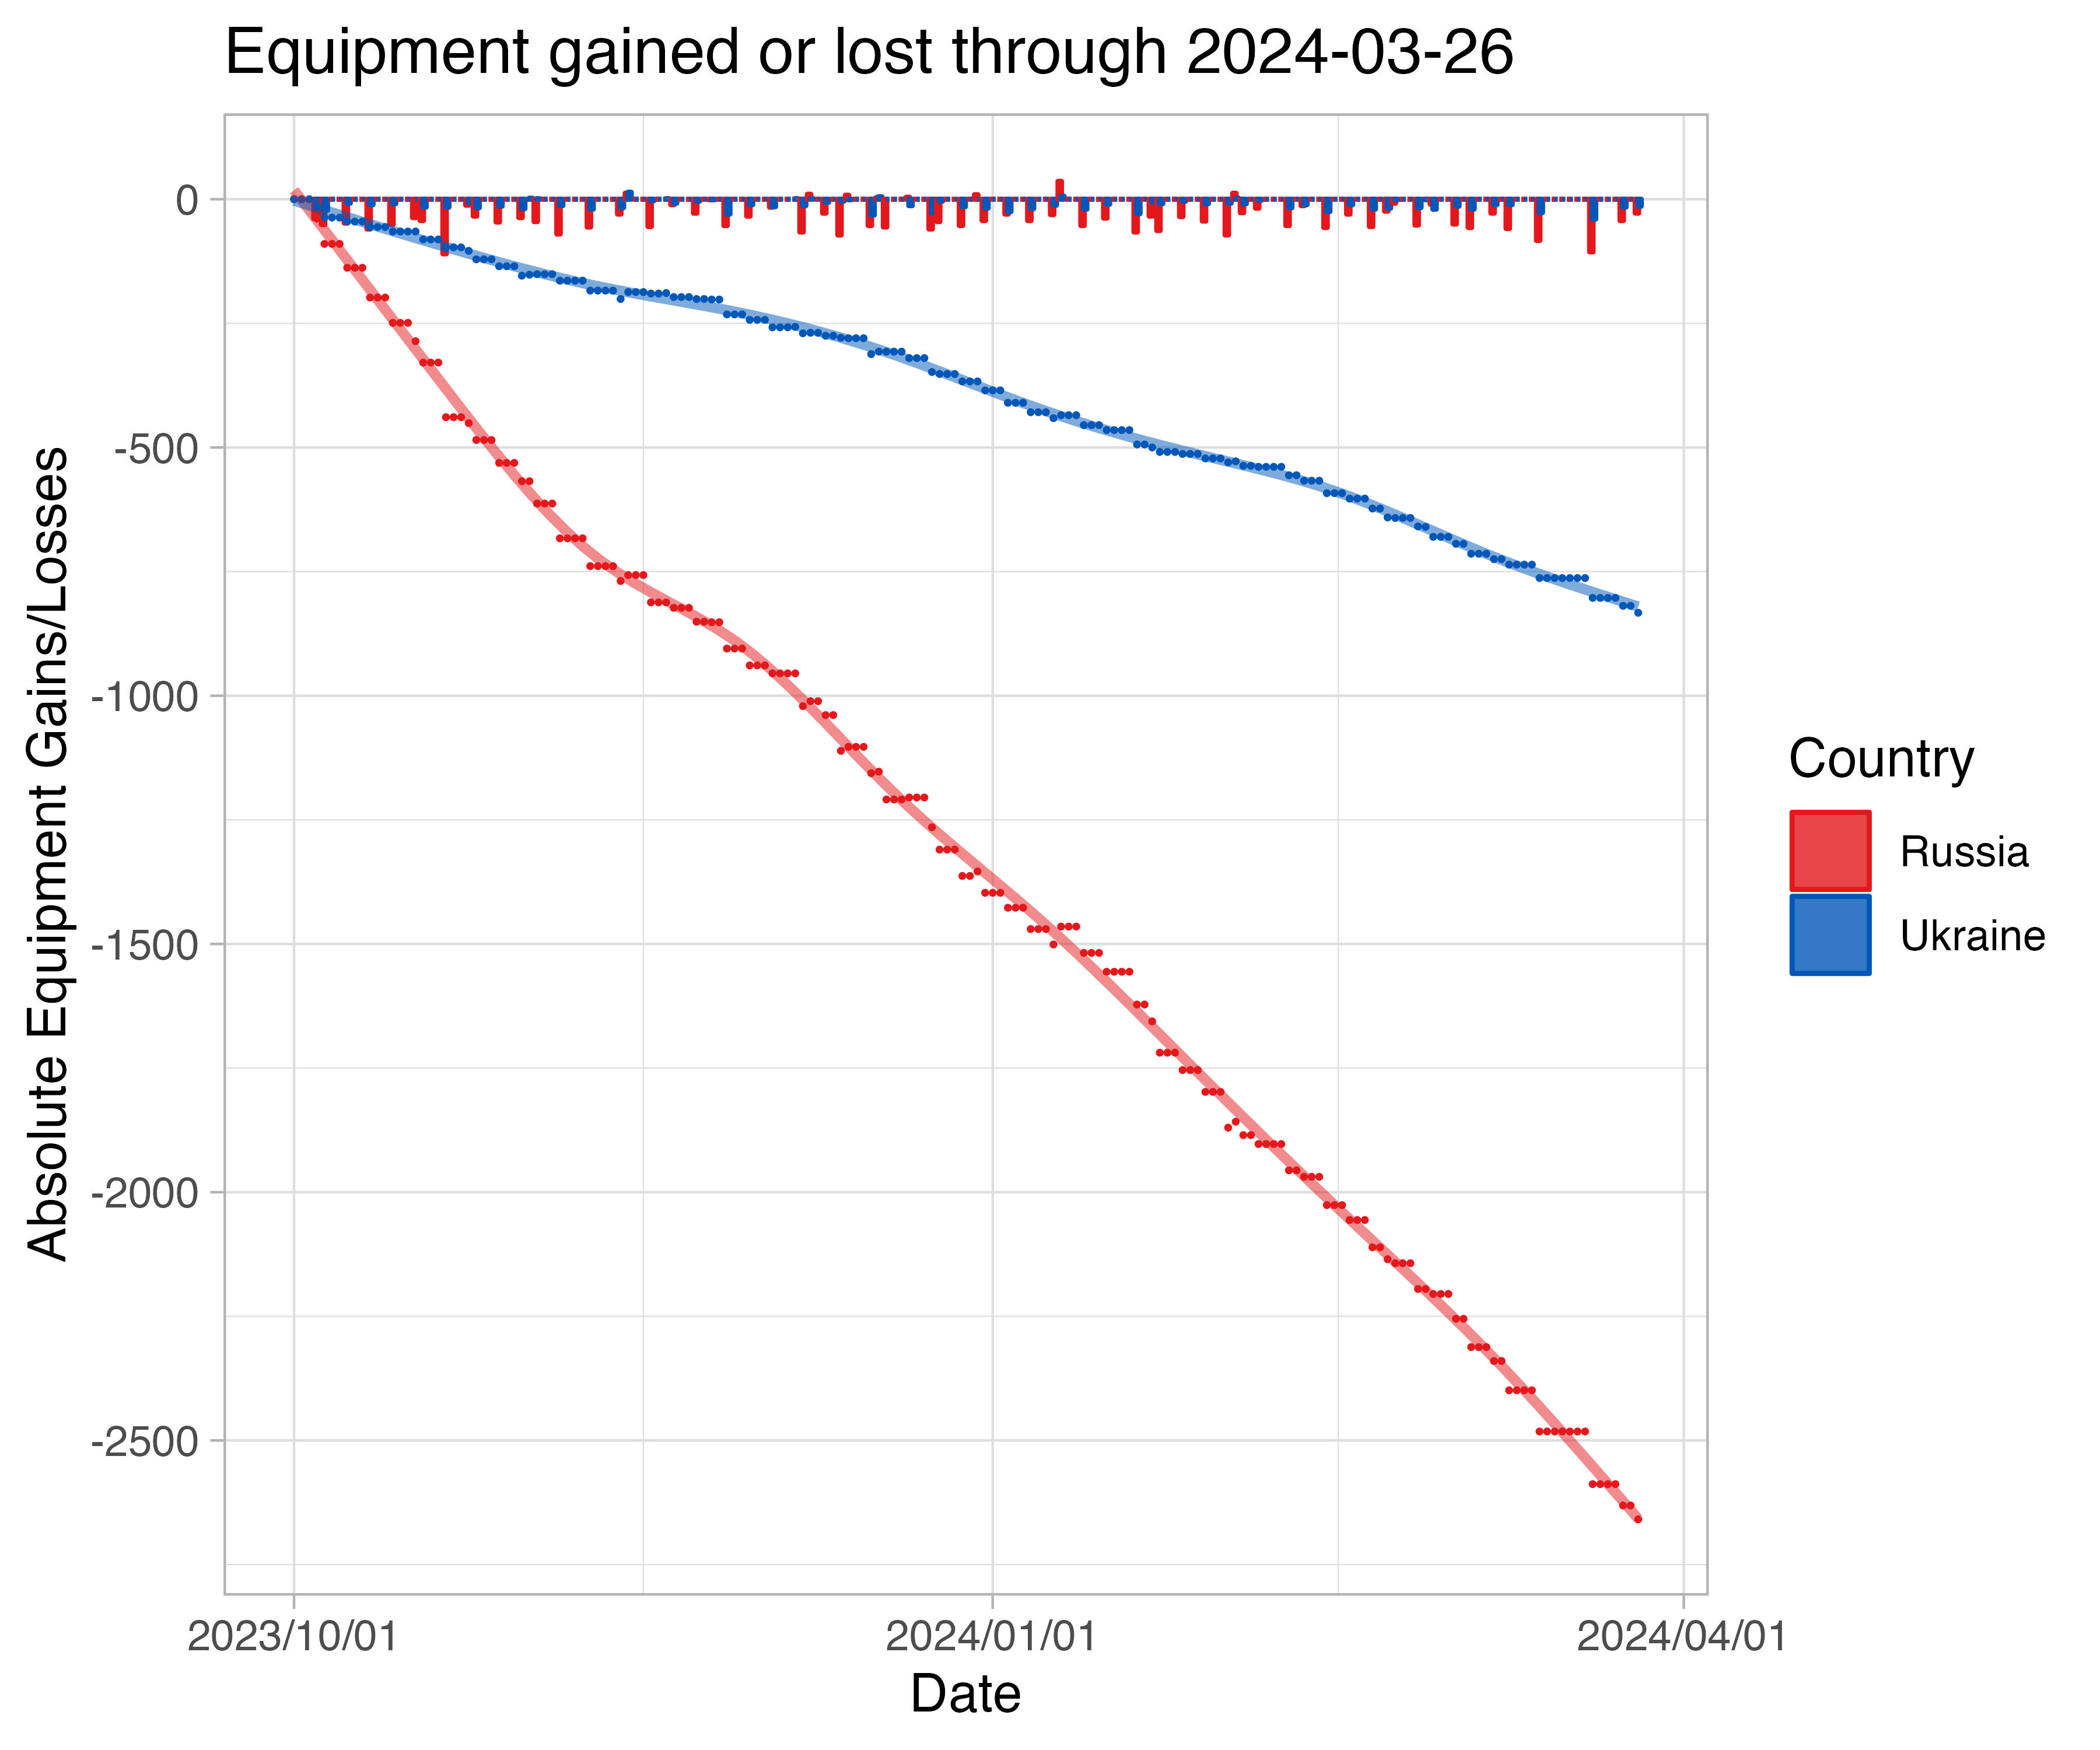 Equipment gained or lost through 2024-03-26
Absolute Equipment Gains/Losses
0
-500
-1000
-1500
-2000
-2500
2023/10/01
2024/01/01
2024/04/01
Date
Country
Russia
Ukraine